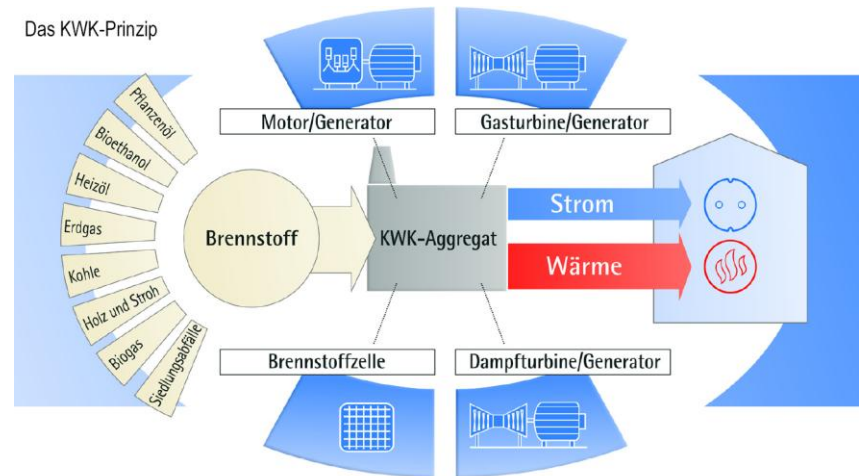 Das KWK-Prinzip
Pflanzenöl
Bioethanol
Heizöl
Erdgas
Kohle
Holz und Stroh
Biogas
Siedlungsabfälle
Brennstoff
Motor/Generator
Gasturbine/Generator
KWK-Aggregat
Strom
Wärme
Brennstoffzelle
Dampfturbine/Generator